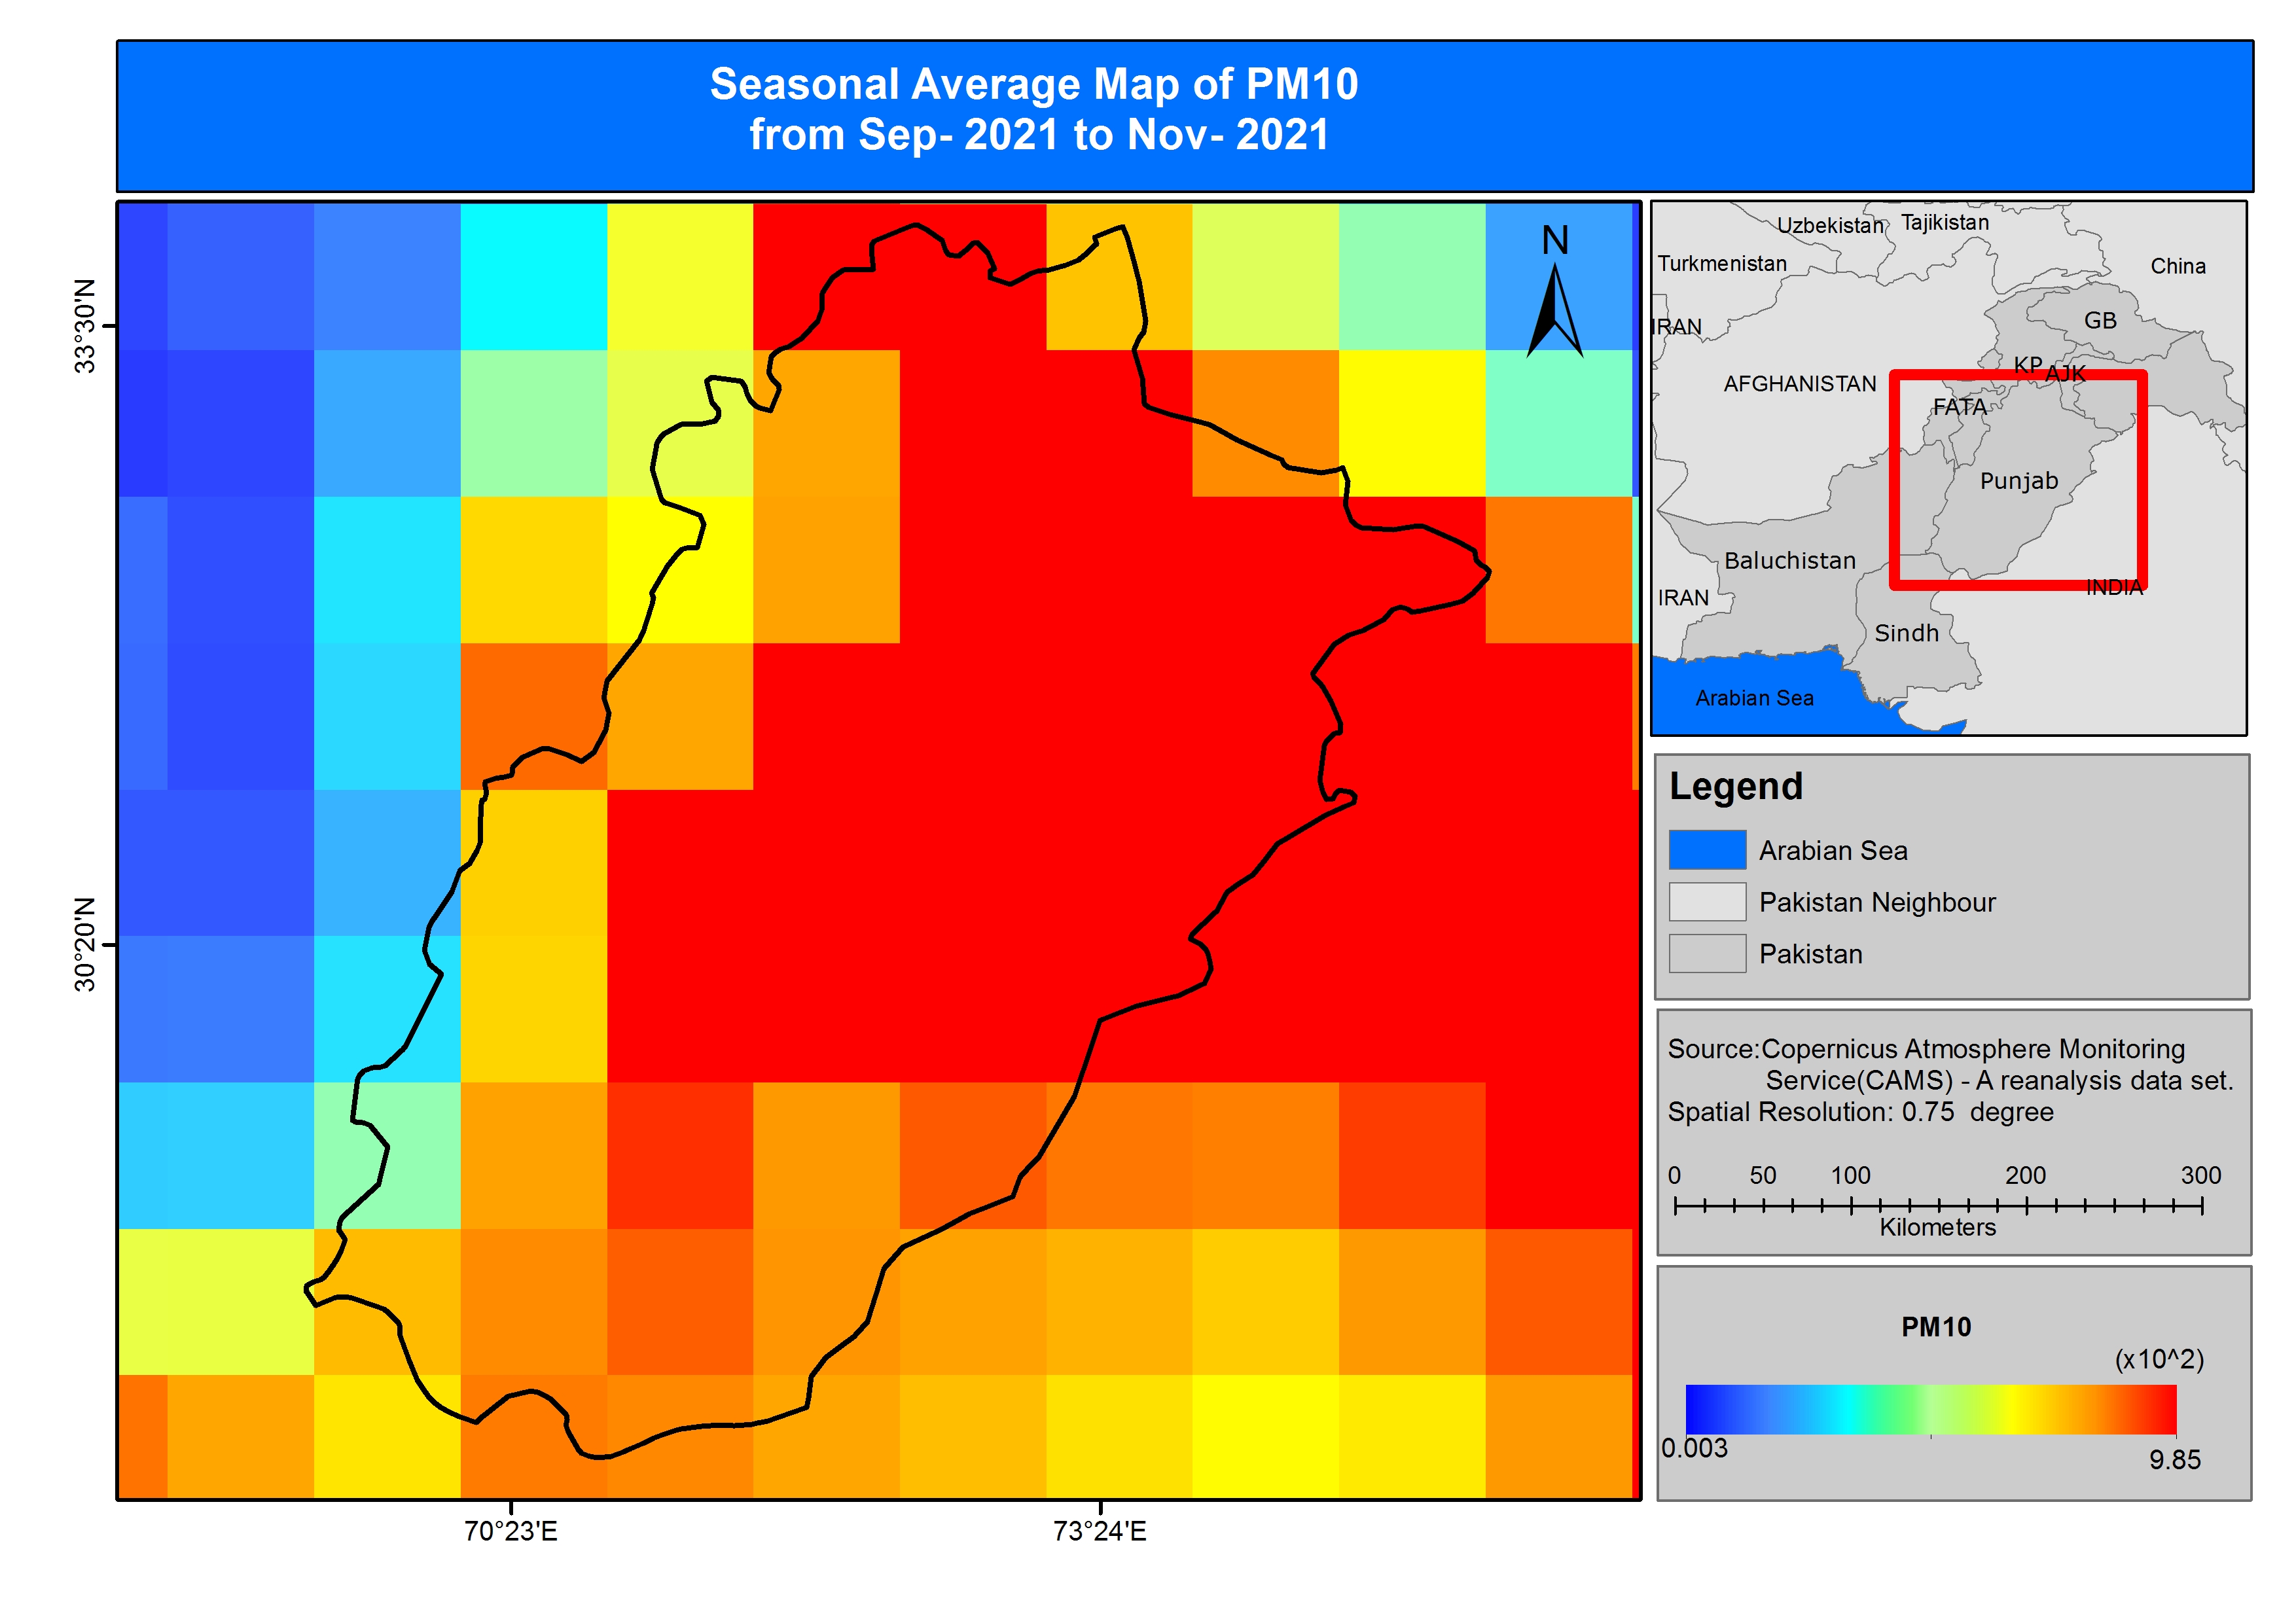 Seasonal Average Map of PM10
from Sep- 2021 to Nov- 2021
33°30'N
30°20'N
70°23'E
73°24'E
N
Uzbekistan
Tajikistan
Turkmenistan
China
IRAN
GB
KP
AJK
AFGHANISTAN
FATA
Punjab
Baluchistan
INDIA
IRAN
Sindh
Arabian Sea
Legend
Arabian Sea
Pakistan Neighbour
Pakistan
Source:Copernicus Atmosphere Monitoring
Service(CAMS) - A reanalysis data set.
Spatial Resolution: 0.75 degree
0 50 100 200 300
Kilometers
PM10
(x10^2)
0.003
9.85